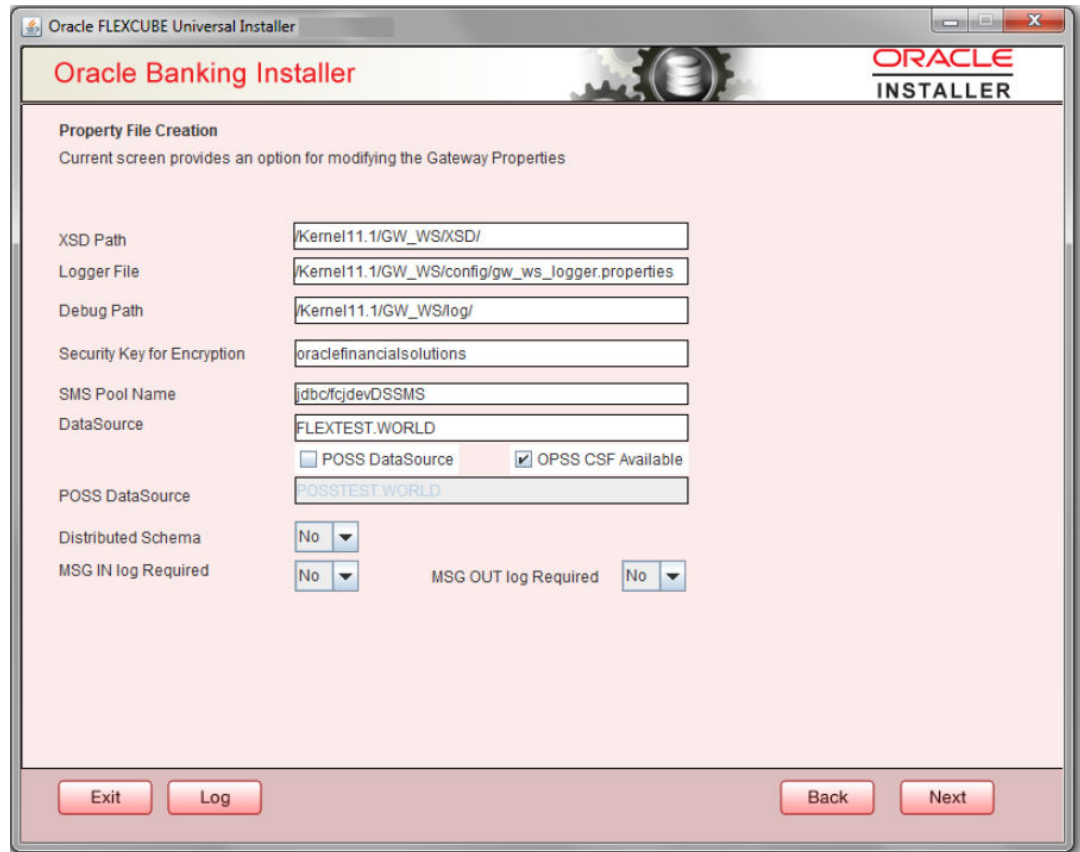 Oracle FLEXCUBE Universal Installer
Oracle Banking Installer
ORACLE
INSTALLER
Property File Creation
Current screen provides an option for modifying the Gateway Properties
XSD Path /Kernel11.1/GW_WS/XSD/
Logger File /Kernel11.1/GW_WS/config/gw_ws_logger.properties
Debug Path /Kernel11.1/GW_WS/log/
Security Key for Encryption oraclefinancialsolutions
SMS Pool Name jdbc/fcjdevDSSMS
DataSource FLEXTEST.WORLD
POSS DataSource OPSS CSF Available
POSS DataSource POSSTEST.WORLD
Distributed Schema No
MSG IN log Required No MSG OUT log Required No
Exit Log Back Next